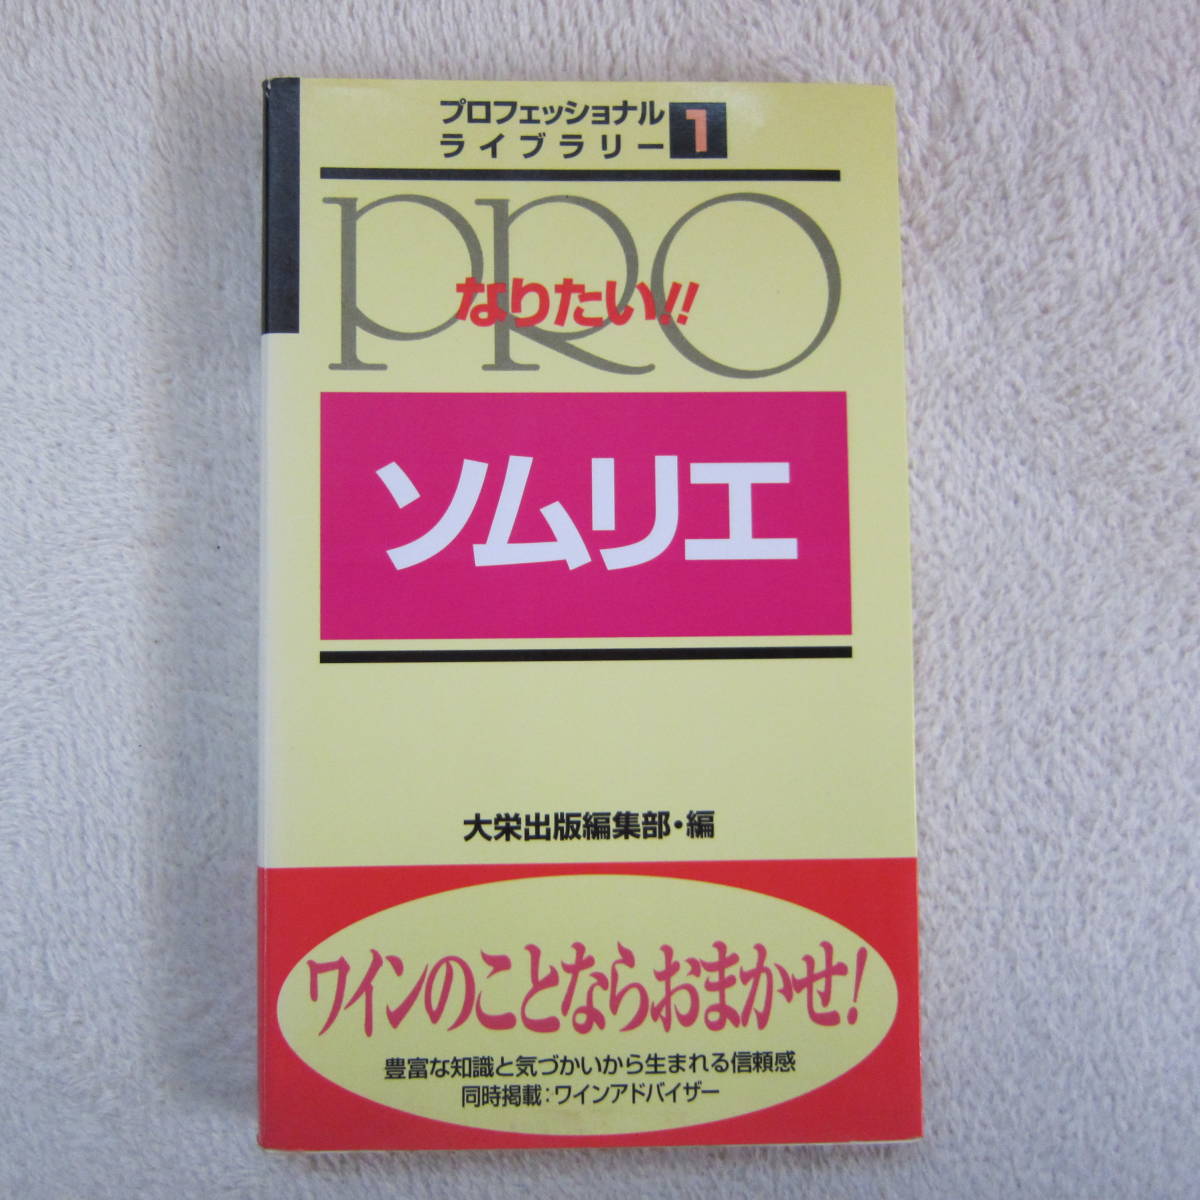 プロフェッショナル
ライブラリー 1
PRO
なりたい!!
ソムリエ
大栄出版編集部・編
ワインのことならおまかせ!
豊富な知識と気づかいから生まれる信頼感
同時掲載:ワインアドバイザー